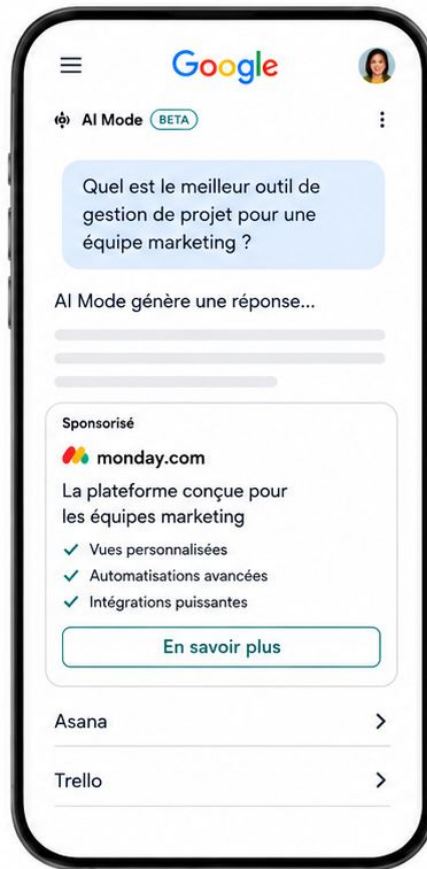 Google
AI Mode BETA
Quel est le meilleur outil de
gestion de projet pour une
équipe marketing ?
AI Mode génère une réponse...
Sponsorisé
monday.com
La plateforme conçue pour
les équipes marketing
Vues personnalisées
Automatisations avancées
Intégrations puissantes
En savoir plus
Asana
Trello